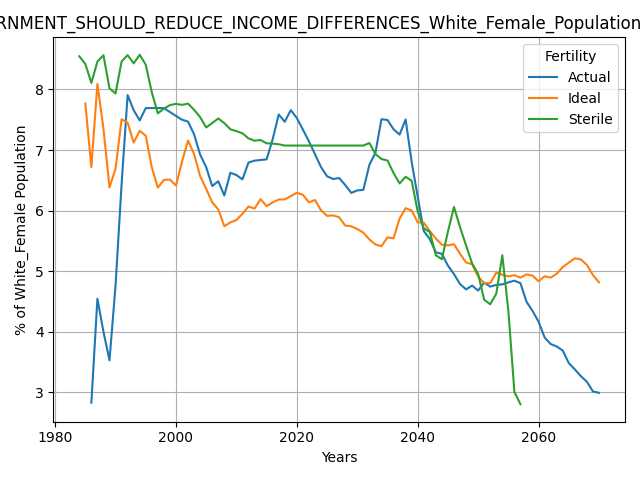 RNMENT_SHOULD_REDUCE_INCOME_DIFFERENCES_White_Female_Population
Fertility
Actual
Ideal
Sterile
% of White_Female Population
8
7
6
5
4
3
1980
2000
2020
2040
2060
Years